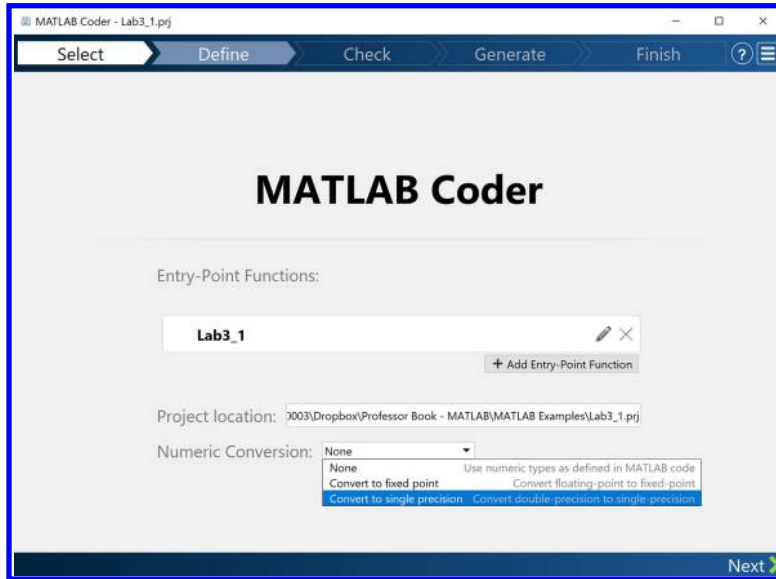 MATLAB Coder - Lab3_1.prj
Select Define Check Generate Finish ?
MATLAB Coder
Entry-Point Functions:
Lab3_1
+ Add Entry-Point Function
Project location: 0003\Dropbox\Professor Book - MATLAB\MATLAB Examples\Lab3_1.prj
Numeric Conversion: None
None Use numeric types as defined in MATLAB code
Convert to fixed point Convert floating-point to fixed-point
Convert to single precision Convert double-precision to single-precision
Next